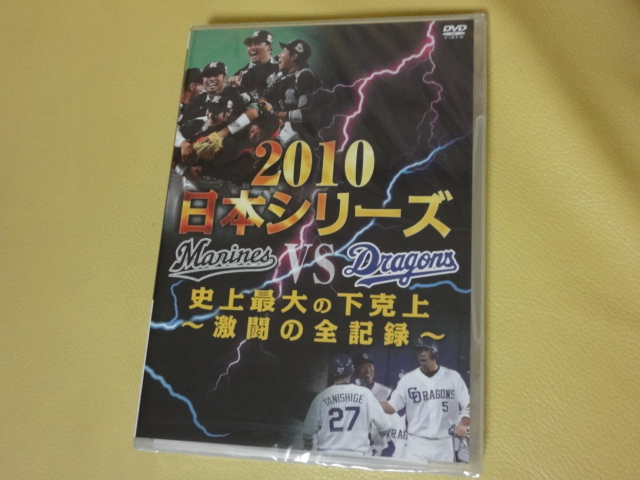 DVD
VIDEO
2010
日本シリーズ
Marines VS Dragons
史上最大の下克上
～激闘の全記録～
TANISHIGE
27
DRAGONS
5